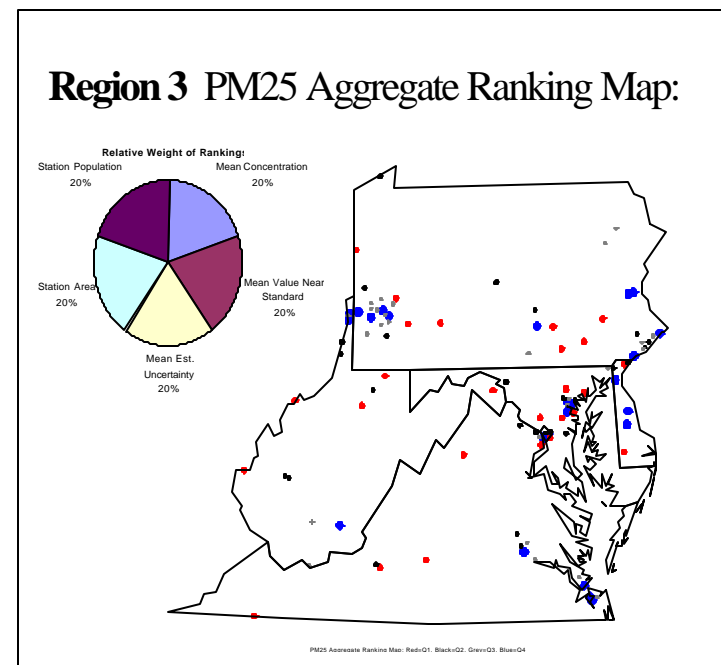 Region 3 PM25 Aggregate Ranking Map:
Relative Weight of Rankings
Station Population
20%
Mean Concentration
20%
Station Area
20%
Mean Value Near
Standard
20%
Mean Est.
Uncertainty
20%
PM25 Aggregate Ranking Map: Red=Q1, Black=Q2, Grey=Q3, Blue=Q4